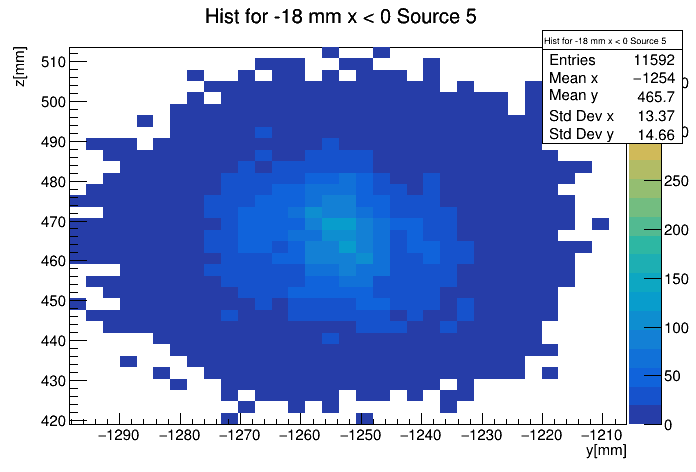 Hist for -18 mm x < 0 Source 5
Hist for -18 mm x < 0 Source 5
Entries 11592
Mean x −1254
Mean y 465.7
Std Dev x 13.37
Std Dev y 14.66
z[mm]
510
500
490
480
470
460
450
440
430
420
−1290 −1280 −1270 −1260 −1250 −1240 −1230 −1220 −1210
y[mm]
250
200
150
100
50
0